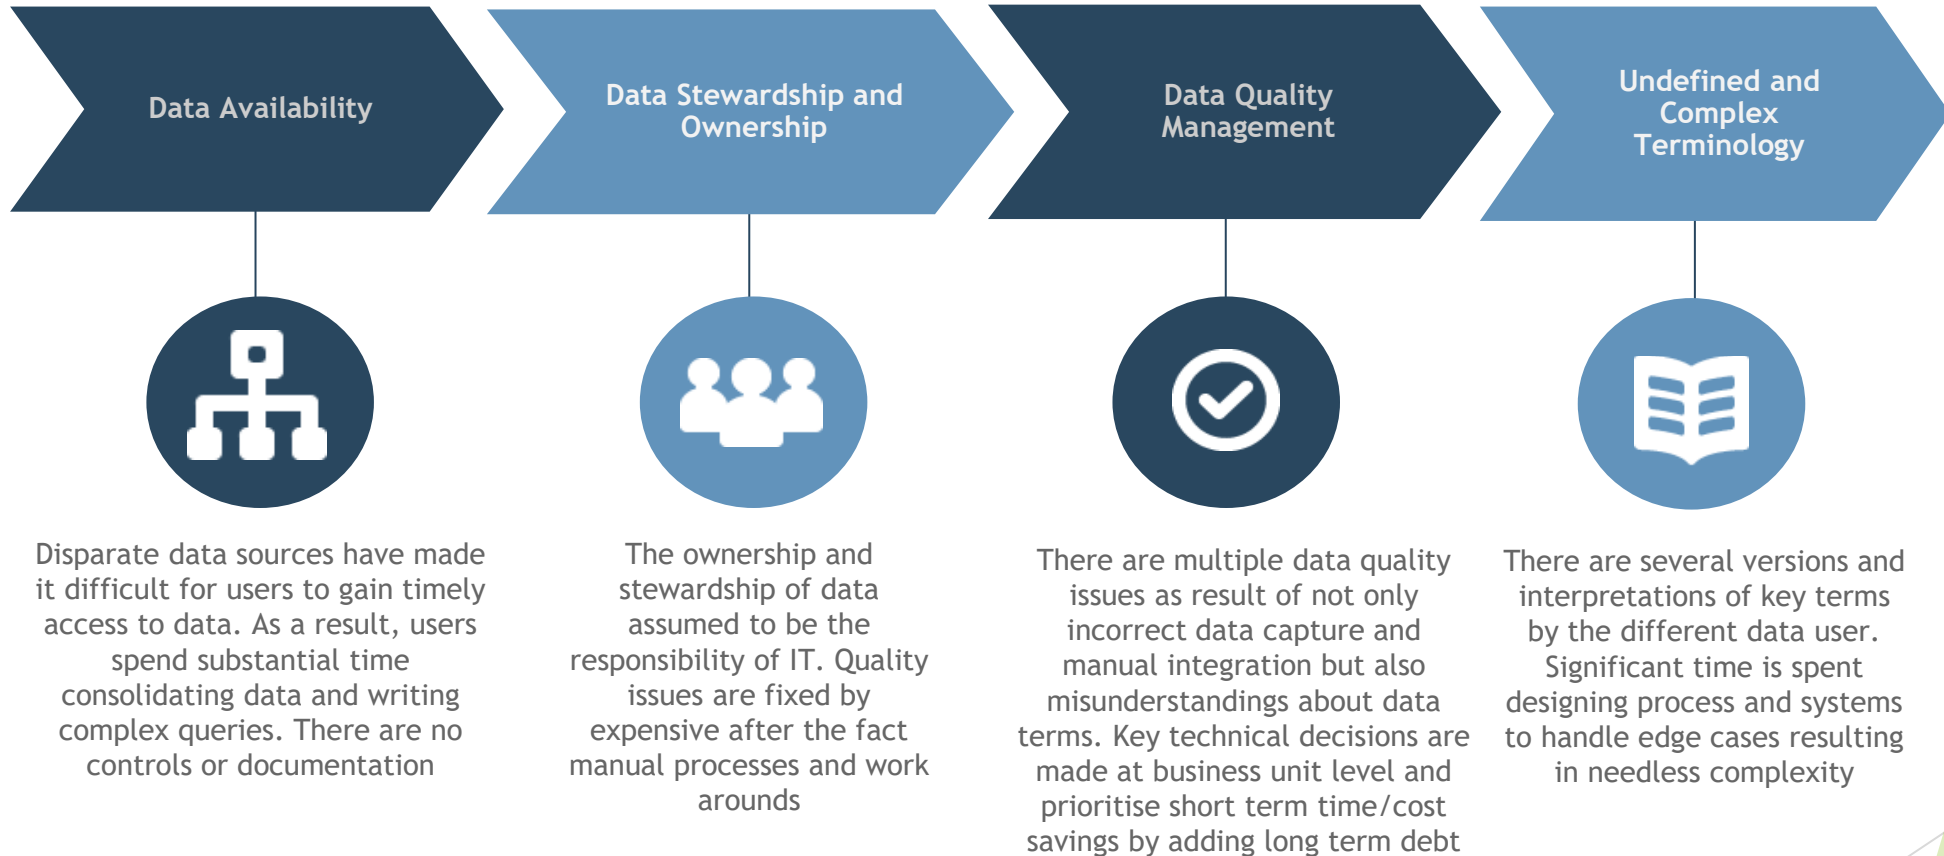 Data Availability
Data Stewardship and
Ownership
Data Quality
Management
Undefined and
Complex
Terminology
Disparate data sources have made
it difficult for users to gain timely
access to data. As a result, users
spend substantial time
consolidating data and writing
complex queries. There are no
controls or documentation
The ownership and
stewardship of data
assumed to be the
responsibility of IT. Quality
issues are fixed by
expensive after the fact
manual processes and work
arounds
There are multiple data quality
issues as result of not only
incorrect data capture and
manual integration but also
misunderstandings about data
terms. Key technical decisions are
made at business unit level and
prioritise short term time/cost
savings by adding long term debt
There are several versions and
interpretations of key terms
by the different data user.
Significant time is spent
designing process and systems
to handle edge cases resulting
in needless complexity